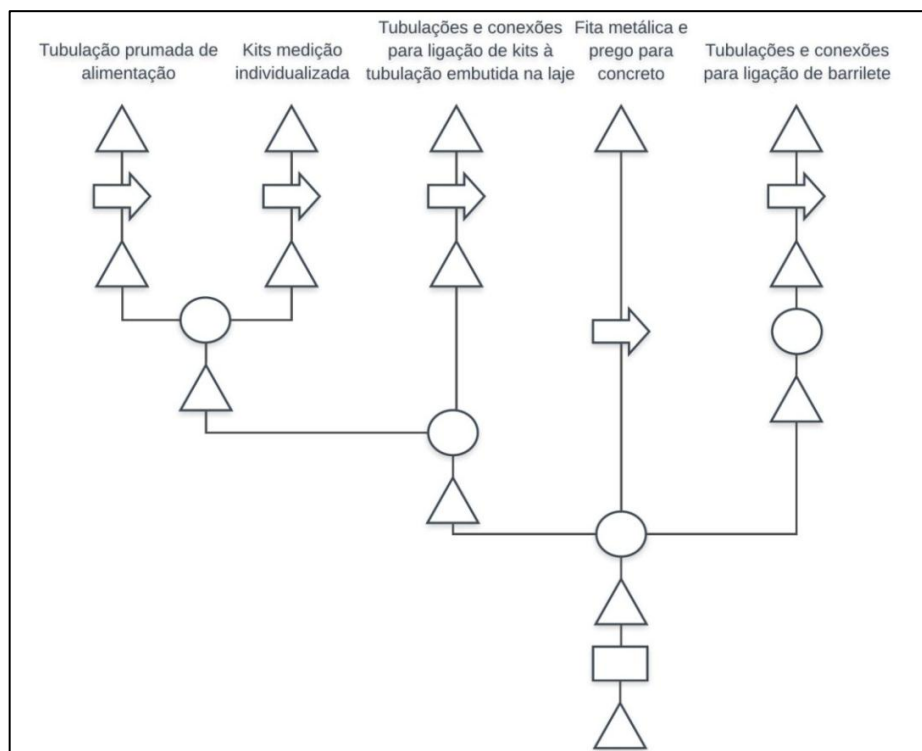 Tubulação prumada de
alimentação
Kits medição
individualizada
Tubulações e conexões
para ligação de kits à
tubulação embutida na laje
Fita metálica e
prego para
concreto
Tubulações e conexões
para ligação de barrilete